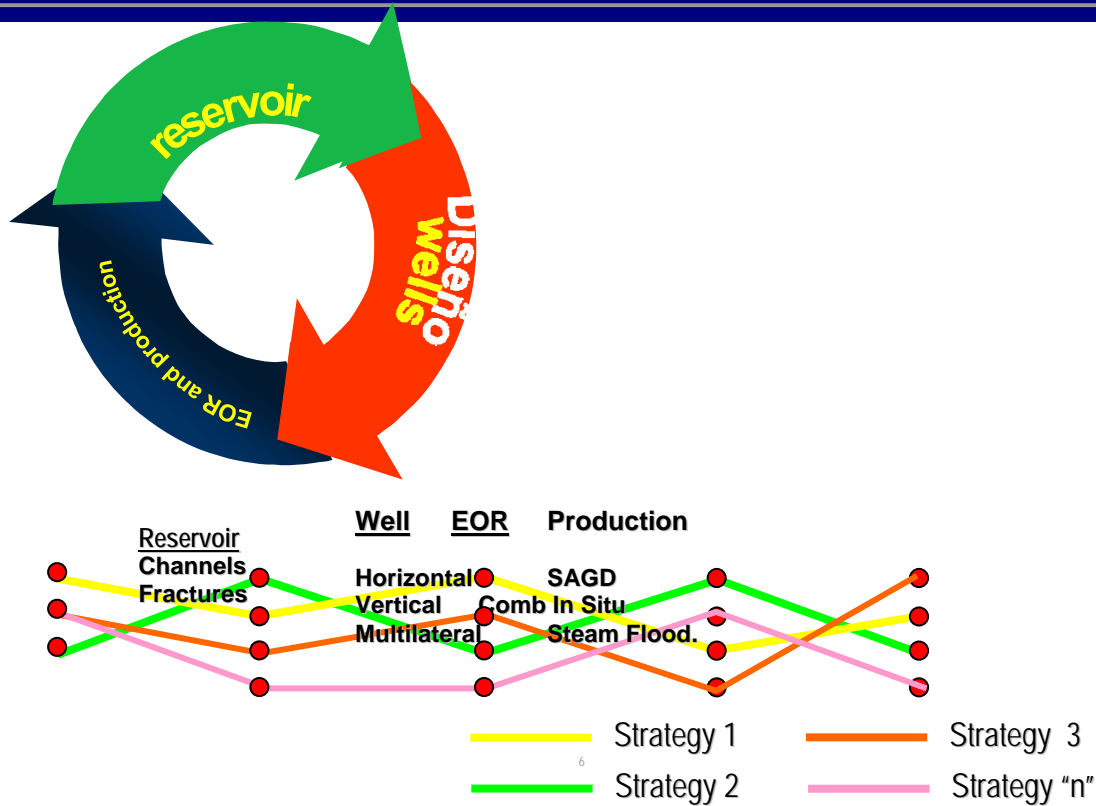 reservoir
Diseño
wells
EOR and production
Well EOR Production
Reservoir
Channels
Fractures
Horizontal SAGD
Vertical Comb In Situ
Multilateral Steam Flood.
Strategy 1 Strategy 3
6
Strategy 2 Strategy "n"